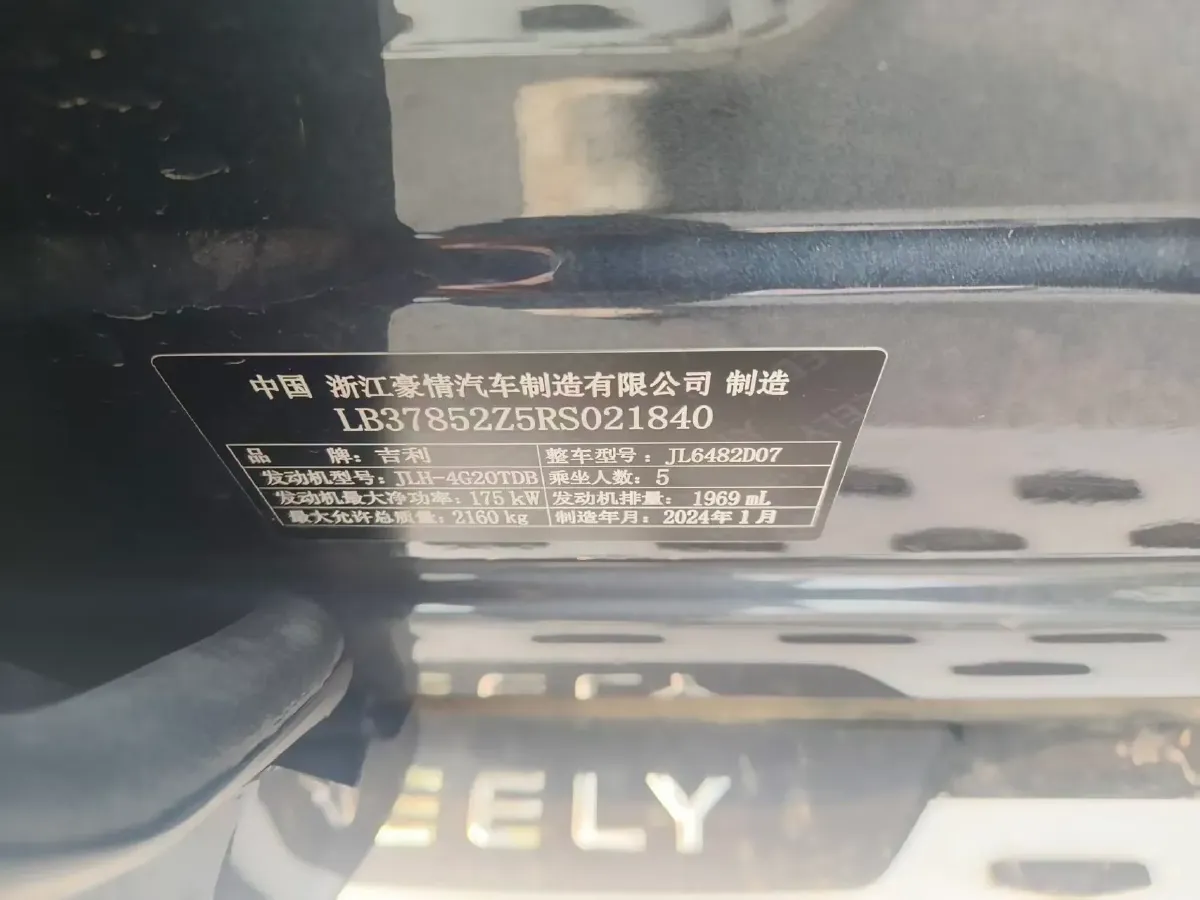 中国 浙江豪情汽车制造有限公司 制造
LB37852Z5RS021840
品 牌：吉利 整车型号：JL6482D07
发动机型号：JLH-4G20TDB 乘坐人数：5
发动机最大净功率：175 kW 发动机排量： 1969 mL
最大允许总质量：2160 kg 制造年月：2024年1月
EELY